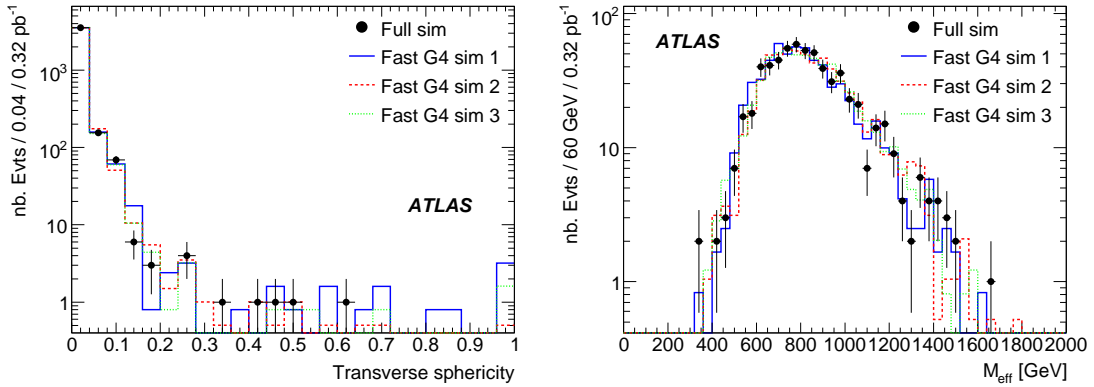 nb. Evts / 0.04 / 0.32 pb⁻¹
10³
10²
10
1
ATLAS
Full sim
Fast G4 sim 1
Fast G4 sim 2
Fast G4 sim 3
ATLAS
0 0.1 0.2 0.3 0.4 0.5 0.6 0.7 0.8 0.9 1
Transverse sphericity
nb. Evts / 60 GeV / 0.32 pb⁻¹
10²
10
1
ATLAS
Full sim
Fast G4 sim 1
Fast G4 sim 2
Fast G4 sim 3
0 200 400 600 800 1000 1200 1400 1600 1800 2000
M_eff [GeV]